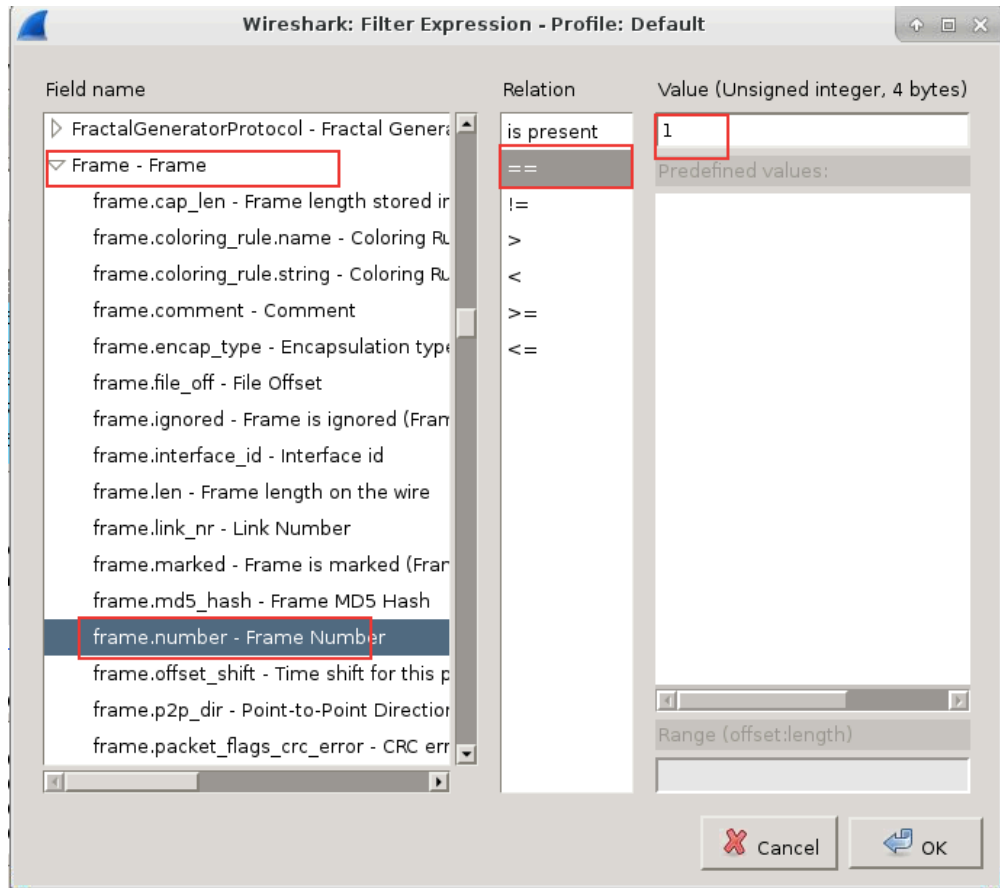 Wireshark: Filter Expression - Profile: Default
Field name
Relation
Value (Unsigned integer, 4 bytes)
FractalGeneratorProtocol - Fractal Genera
is present
1
Frame - Frame
==
Predefined values:
frame.cap_len - Frame length stored in
!=
frame.coloring_rule.name - Coloring Ru
>
frame.coloring_rule.string - Coloring Ru
<
frame.comment - Comment
>=
frame.encap_type - Encapsulation type
<=
frame.file_off - File Offset
frame.ignored - Frame is ignored (Fram
frame.interface_id - Interface id
frame.len - Frame length on the wire
frame.link_nr - Link Number
frame.marked - Frame is marked (Fran
frame.md5_hash - Frame MD5 Hash
frame.number - Frame Number
frame.offset_shift - Time shift for this p
frame.p2p_dir - Point-to-Point Direction
frame.packet_flags_crc_error - CRC err
Range (offset:length)
Cancel
OK